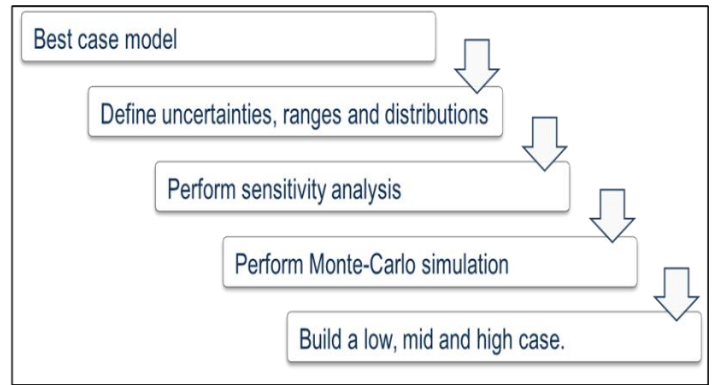 Best case model
Define uncertainties, ranges and distributions
Perform sensitivity analysis
Perform Monte-Carlo simulation
Build a low, mid and high case.